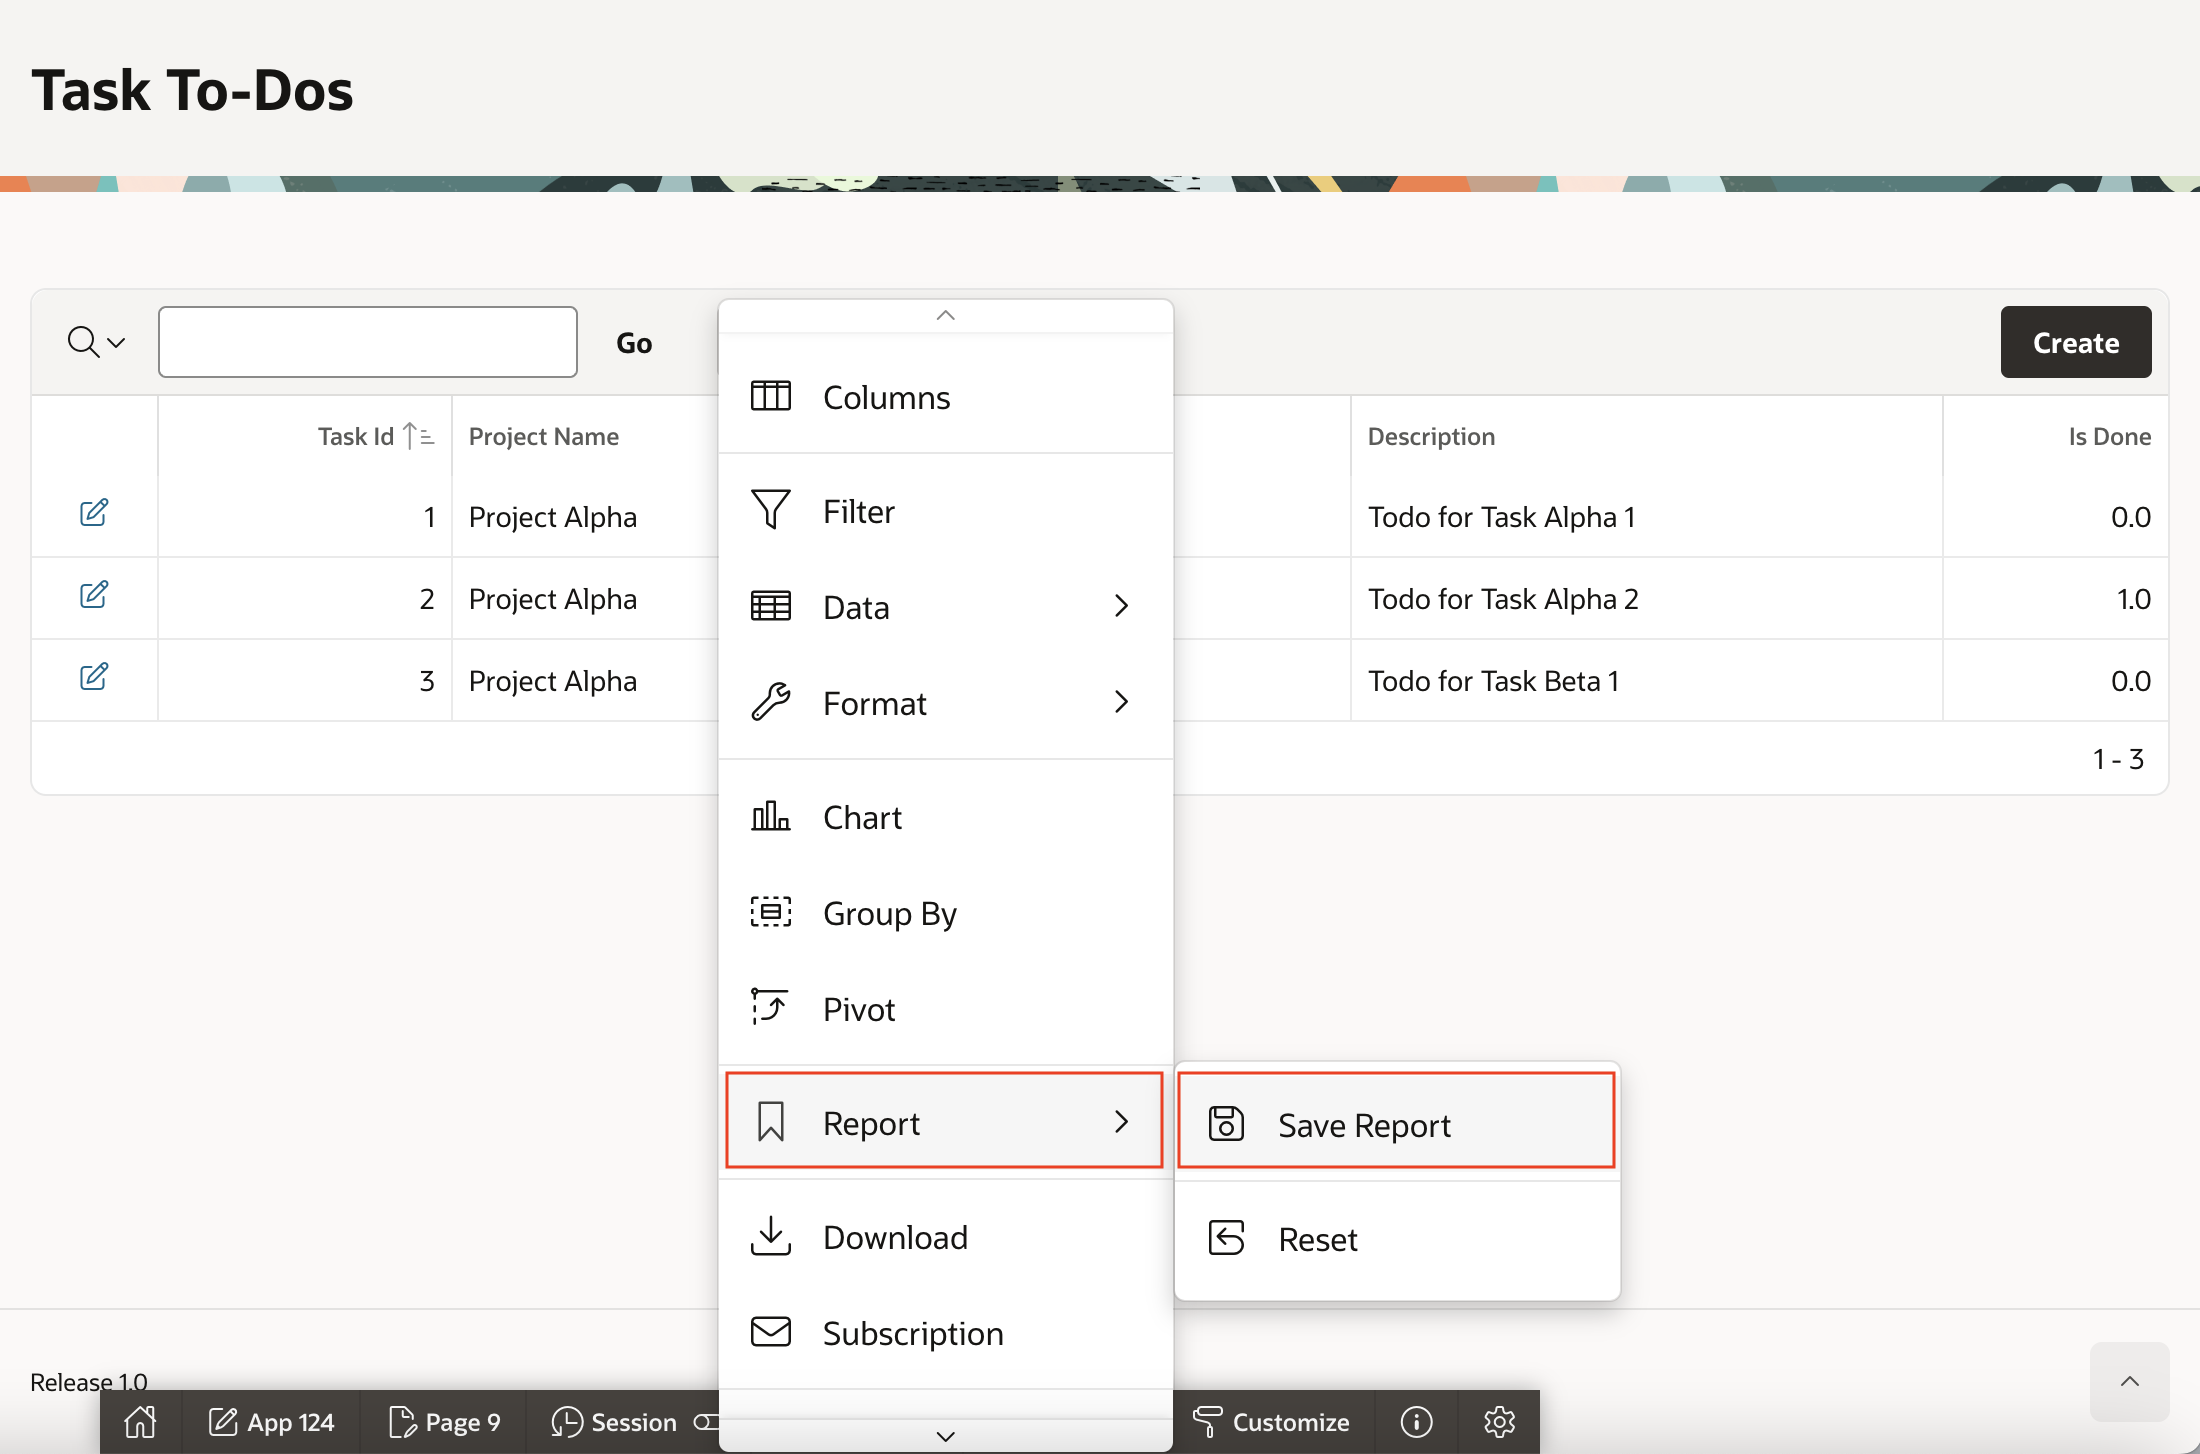 Task To-Dos
Go
Create
Task Id
Project Name
Description
Is Done
1
Project Alpha
Todo for Task Alpha 1
0.0
2
Project Alpha
Todo for Task Alpha 2
1.0
3
Project Alpha
Todo for Task Beta 1
0.0
1 - 3
Columns
Filter
Data
Format
Chart
Group By
Pivot
Report
Save Report
Reset
Download
Subscription
Release 1.0
App 124
Page 9
Session
Customize